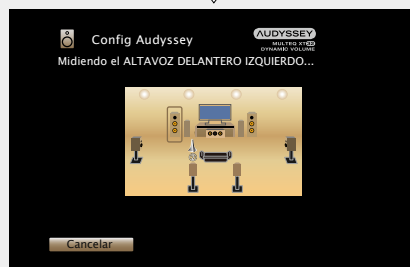 Config Audyssey
AUDYSSEY
MULTEQ XT32
DYNAMIC VOLUME
Midiendo el ALTAVOZ DELANTERO IZQUIERDO...
Cancelar